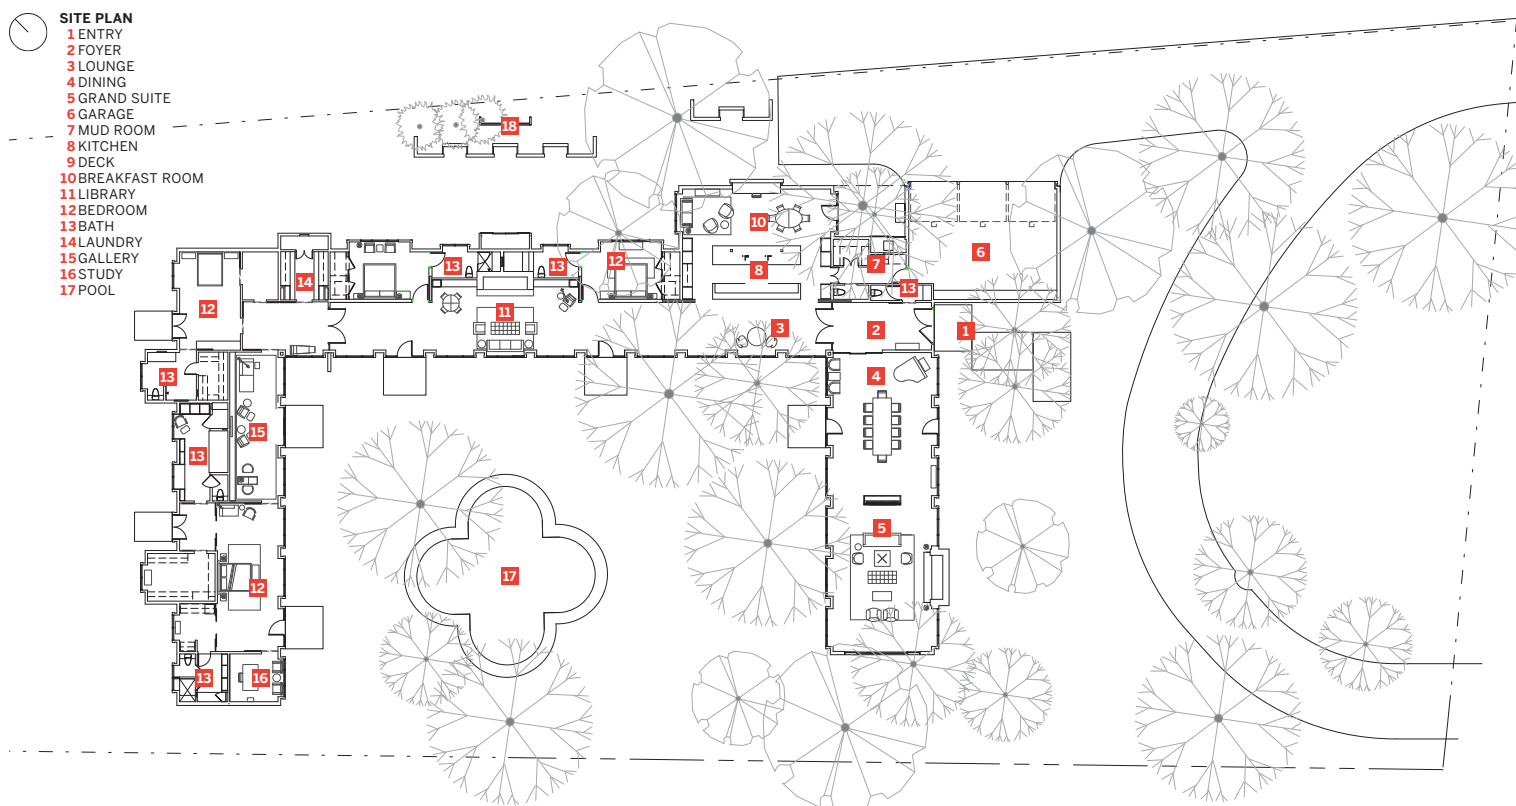 SITE PLAN
1 ENTRY
2 FOYER
3 LOUNGE
4 DINING
5 GRAND SUITE
6 GARAGE
7 MUD ROOM
8 KITCHEN
9 DECK
10 BREAKFAST ROOM
11 LIBRARY
12 BEDROOM
13 BATH
14 LAUNDRY
15 GALLERY
16 STUDY
17 POOL
18
10
6
13
13
12
7
8
14
13
12
11
3
2
1
13
4
15
13
5
17
12
13
16